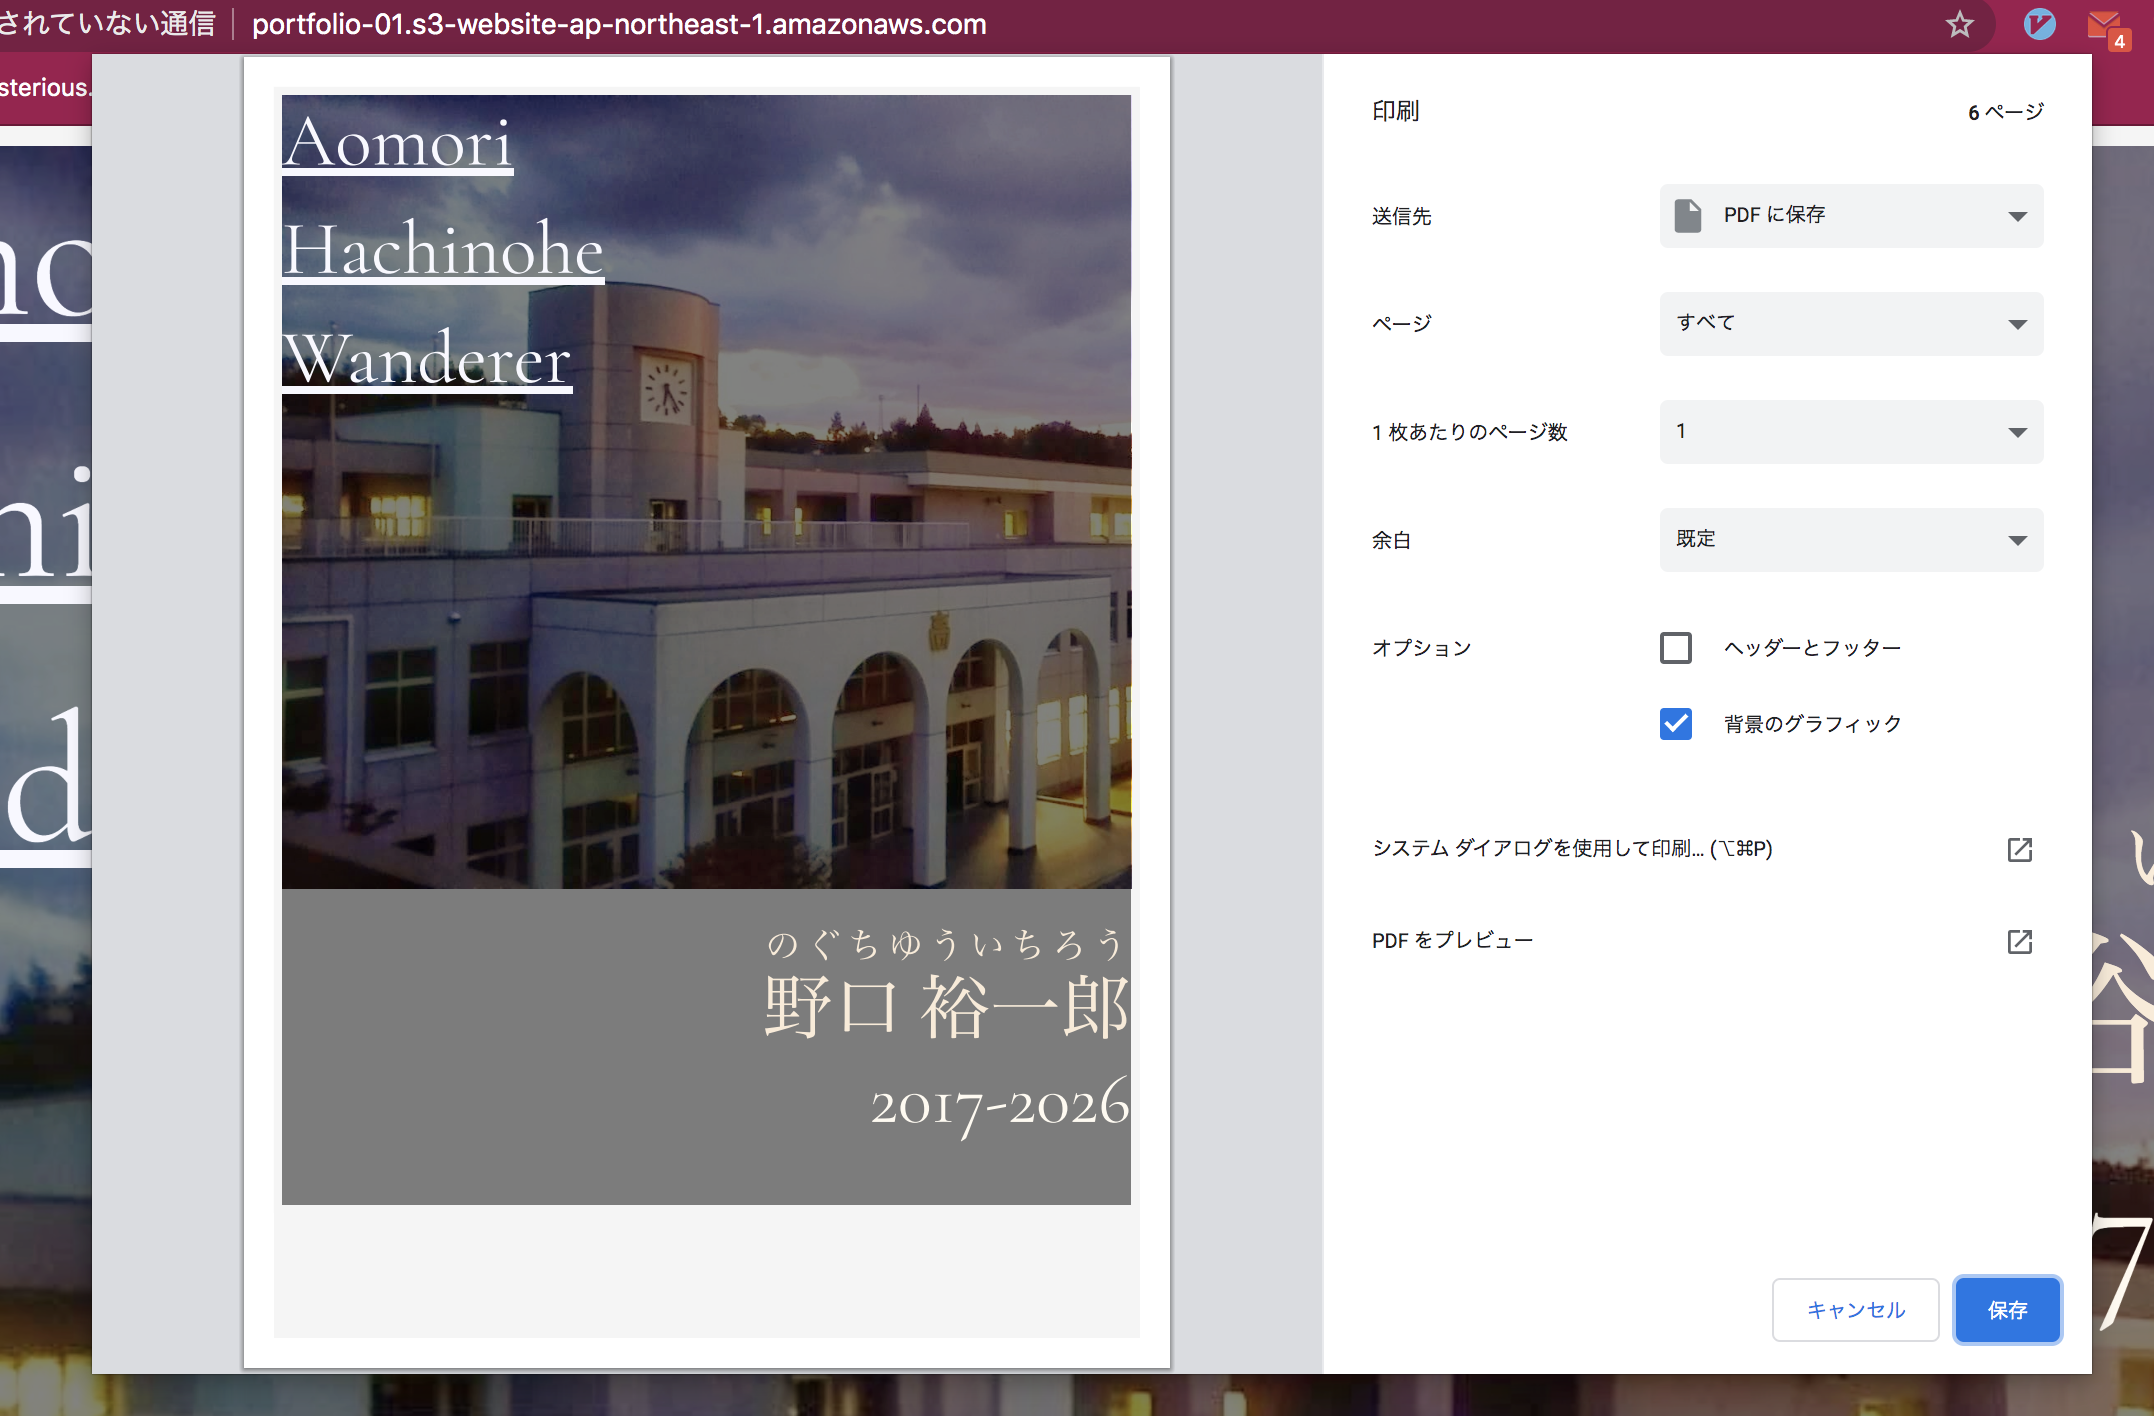 されていない通信
portfolio-01.s3-website-ap-northeast-1.amazonaws.com
4
sterious.
Aomori
Hachinohe
Wanderer
のぐちゆういちろう
野口 裕一郎
2017-2026
印刷
6 ページ
送信先
PDF に保存
ページ
すべて
1 枚あたりのページ数
1
余白
既定
オプション
ヘッダーとフッター
背景のグラフィック
システム ダイアログを使用して印刷... (⌥⌘P)
PDF をプレビュー
キャンセル
保存
no
ni
d
い
裕
7